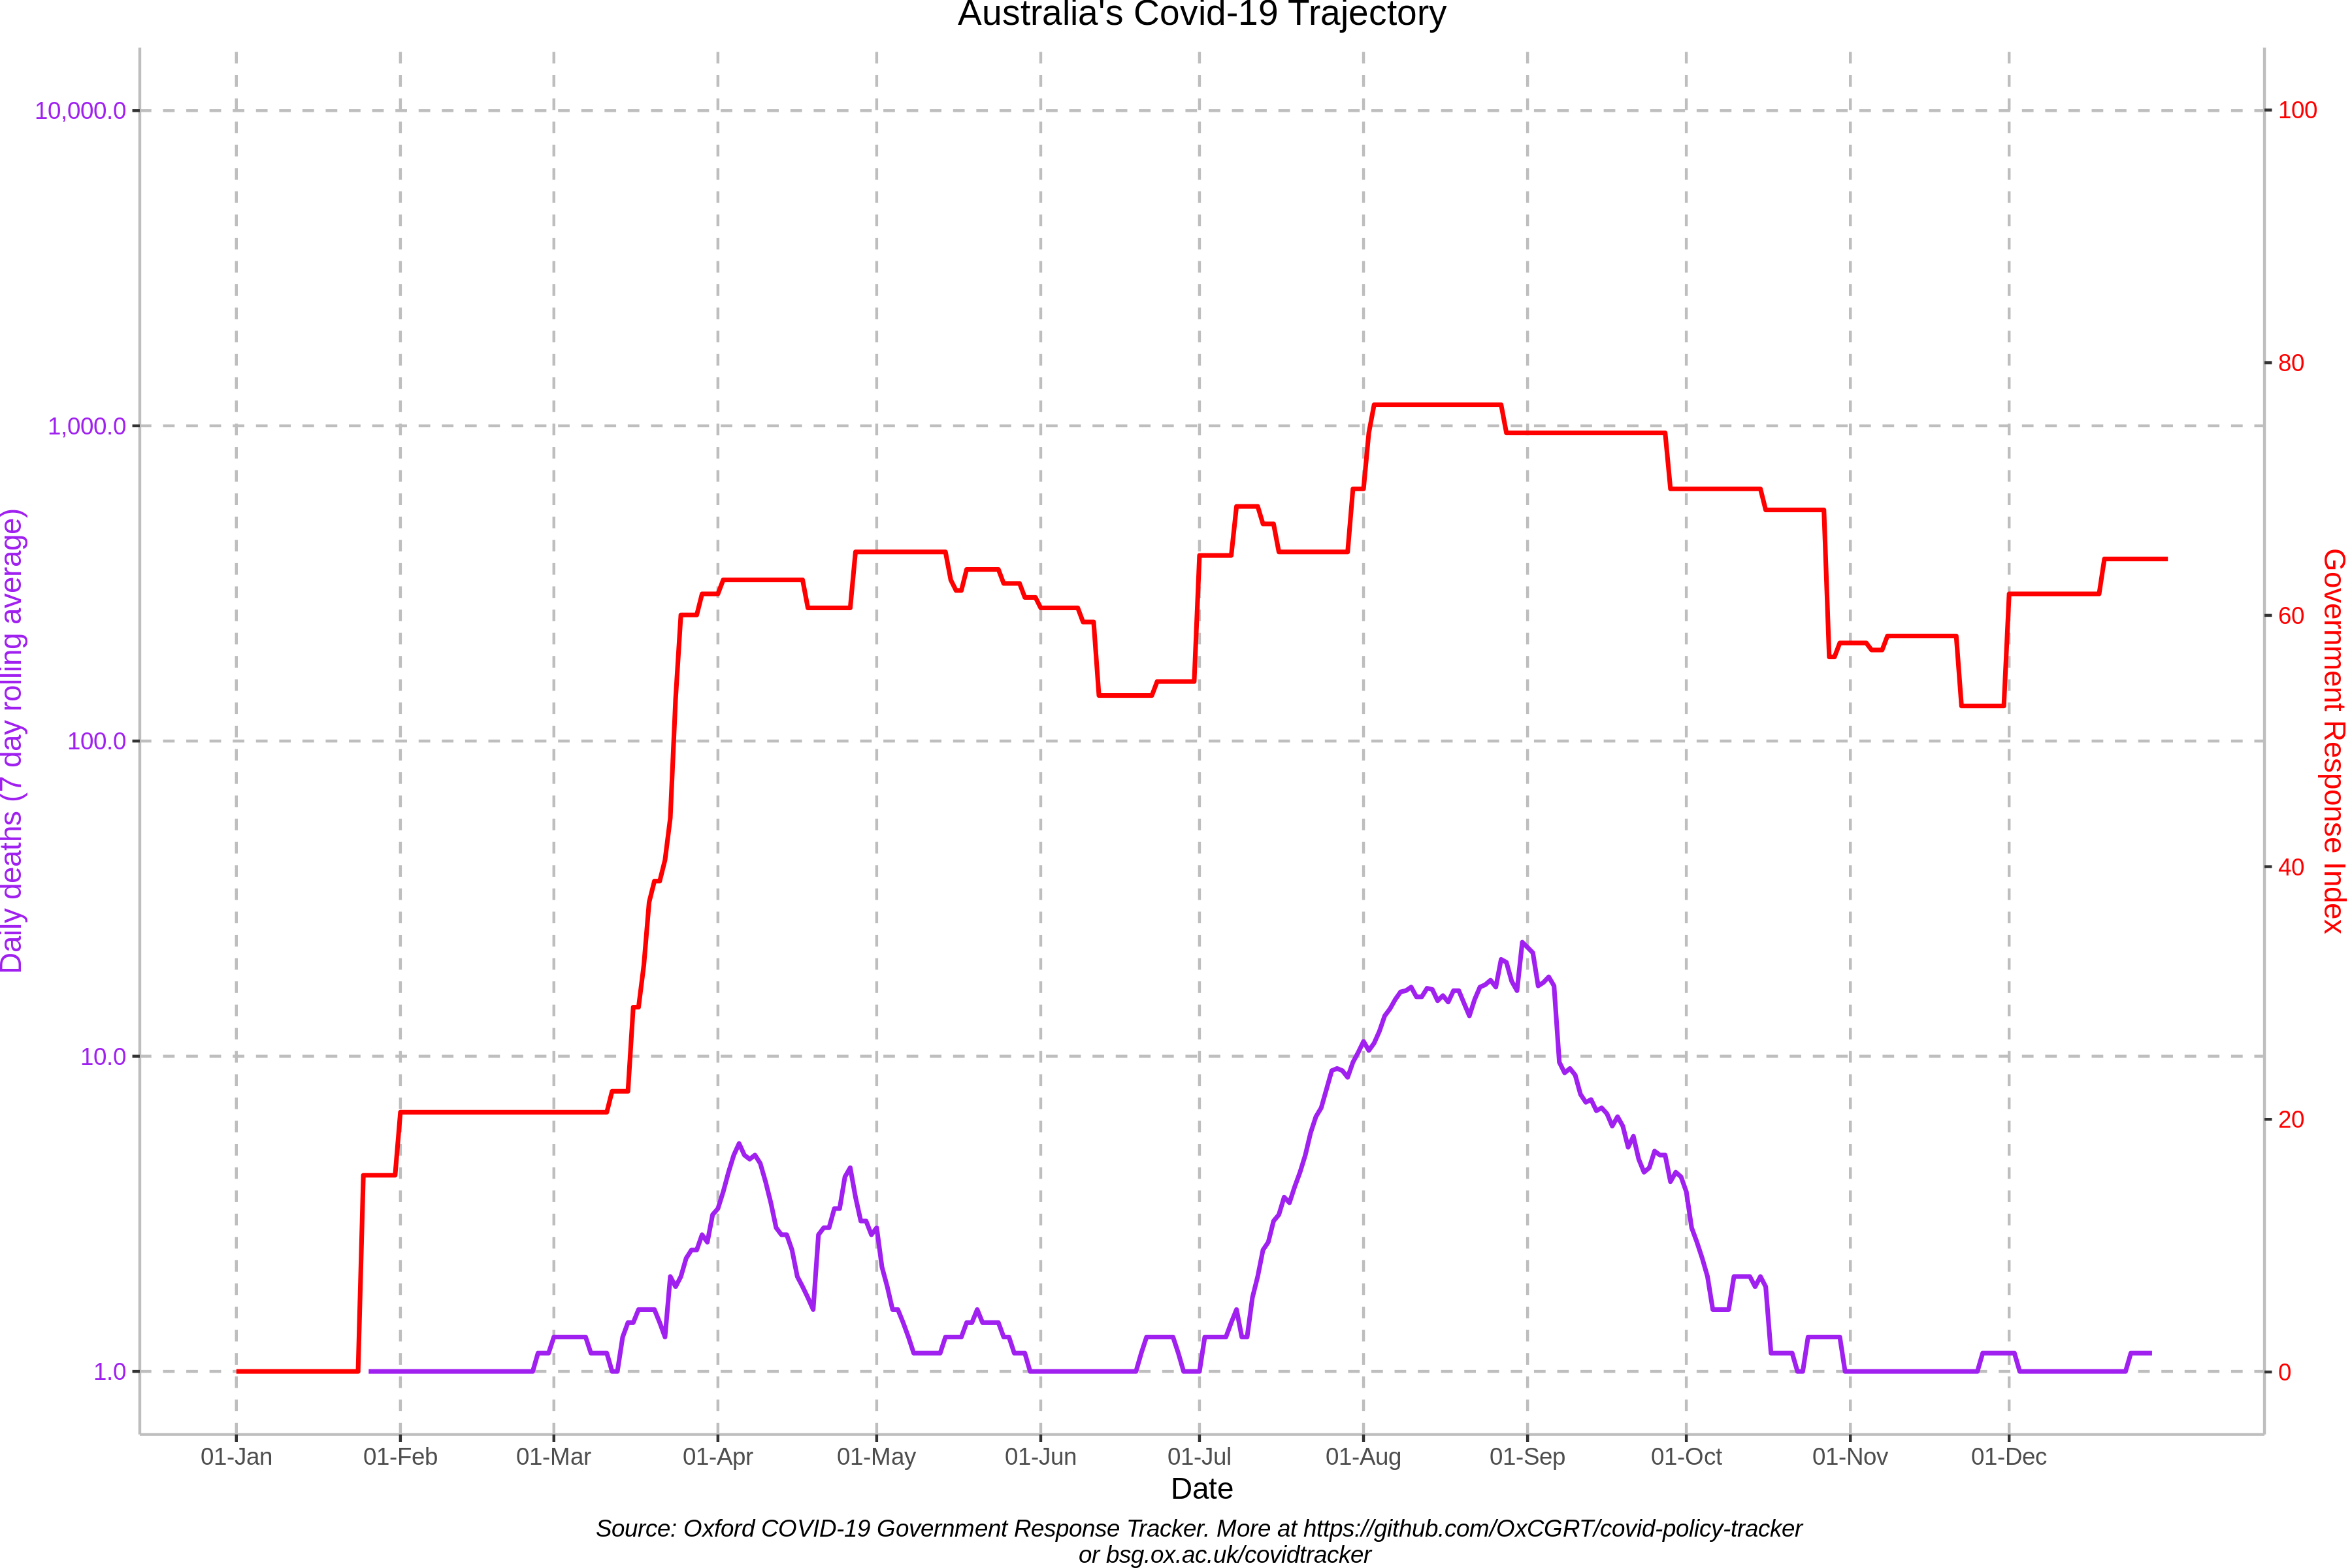 Australia's Covid-19 Trajectory
10,000.0
1,000.0
100.0
10.0
1.0
Daily deaths (7 day rolling average)
100
80
60
40
20
0
Government Response Index
01-Jan 01-Feb 01-Mar 01-Apr 01-May 01-Jun 01-Jul 01-Aug 01-Sep 01-Oct 01-Nov 01-Dec
Date
Source: Oxford COVID-19 Government Response Tracker. More at https://github.com/OxCGRT/covid-policy-tracker
or bsg.ox.ac.uk/covidtracker